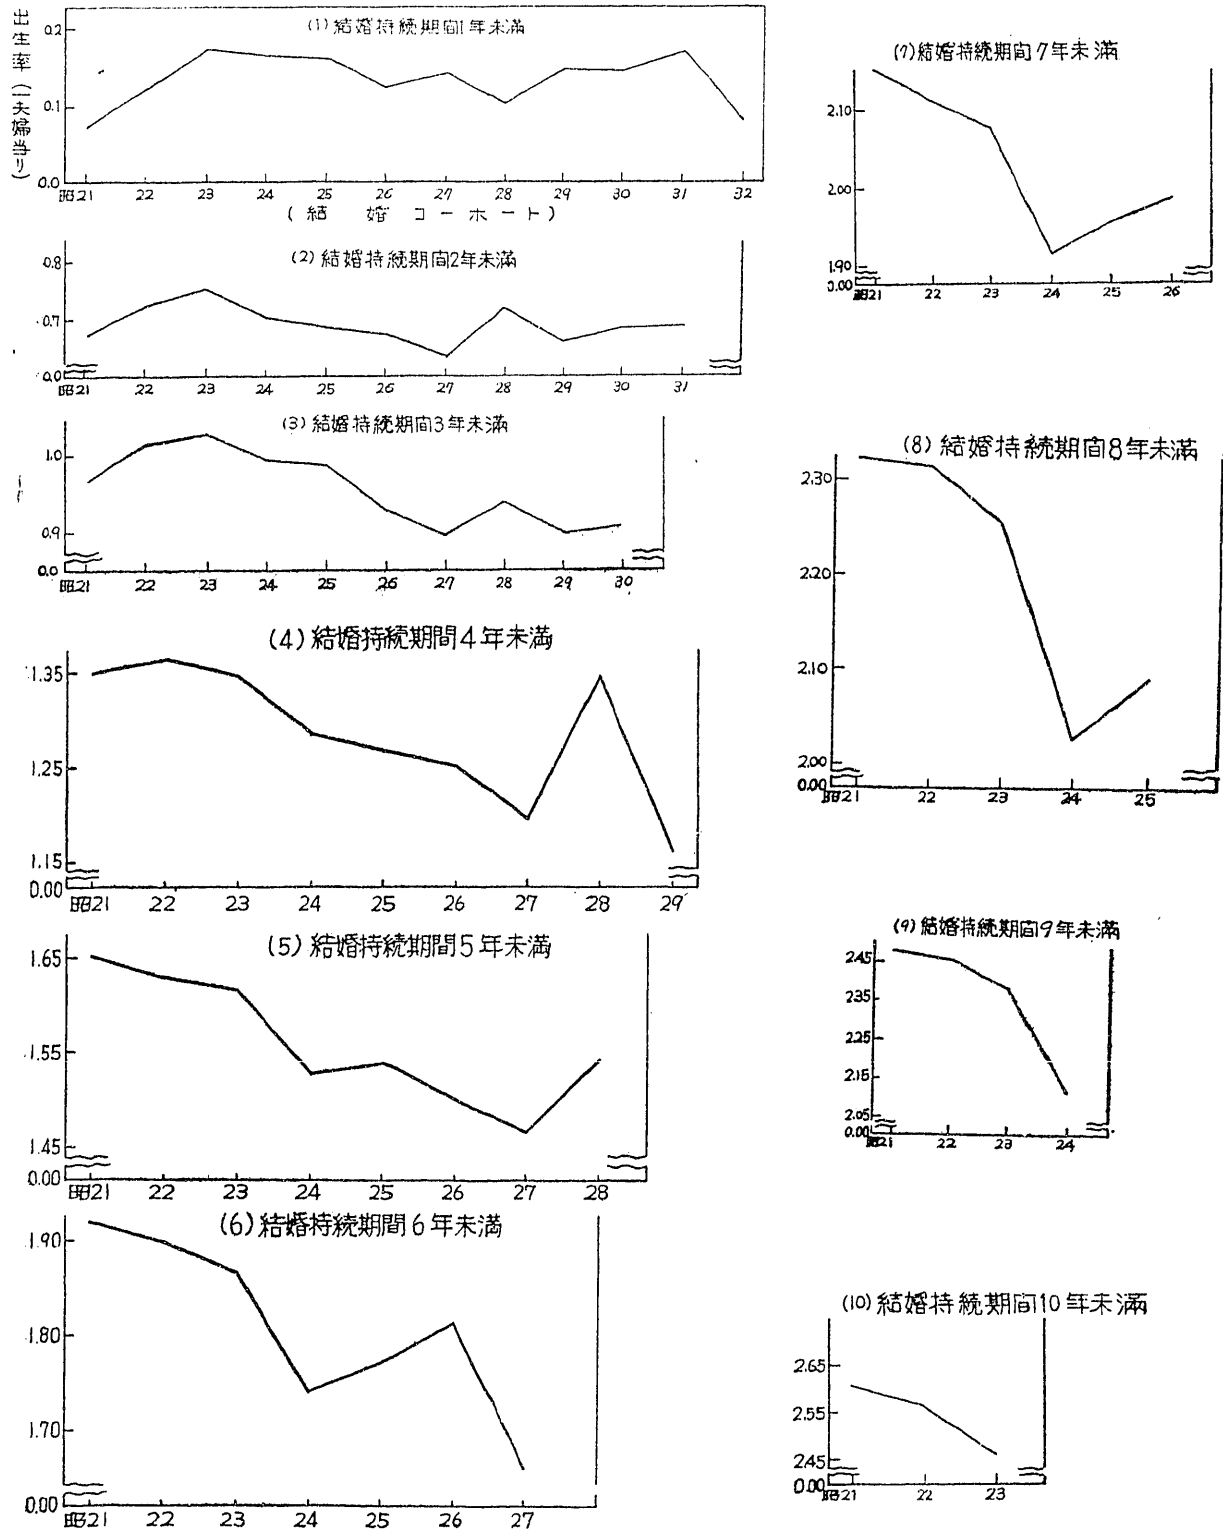 出生率(一夫婦当り)
(1)結婚持続期間1年未満
0.2
0.1
0.0
昭21 22 23 24 25 26 27 28 29 30 31 32
(結 婚 コーホート)
(2)結婚持続期間2年未満
0.8
0.7
0.0
昭21 22 23 24 25 26 27 28 29 30 31
(3)結婚持続期間3年未満
1.0
0.9
0.0
昭21 22 23 24 25 26 27 28 29 30
(4)結婚持続期間4年未満
1.35
1.25
1.15
0.00
昭21 22 23 24 25 26 27 28 29
(5)結婚持続期間5年未満
1.65
1.55
1.45
0.00
昭21 22 23 24 25 26 27 28
(6)結婚持続期間6年未満
1.90
1.80
1.70
0.00
昭21 22 23 24 25 26 27
(7)結婚持続期間7年未満
2.10
2.00
1.90
0.00
昭21 22 23 24 25 26
(8)結婚持続期間8年未満
2.30
2.20
2.10
2.00
0.00
昭21 22 23 24 25
(9)結婚持続期間9年未満
2.45
2.35
2.25
2.15
2.05
0.00
昭21 22 23 24
(10)結婚持続期間10年未満
2.65
2.55
2.45
0.00
昭21 22 23